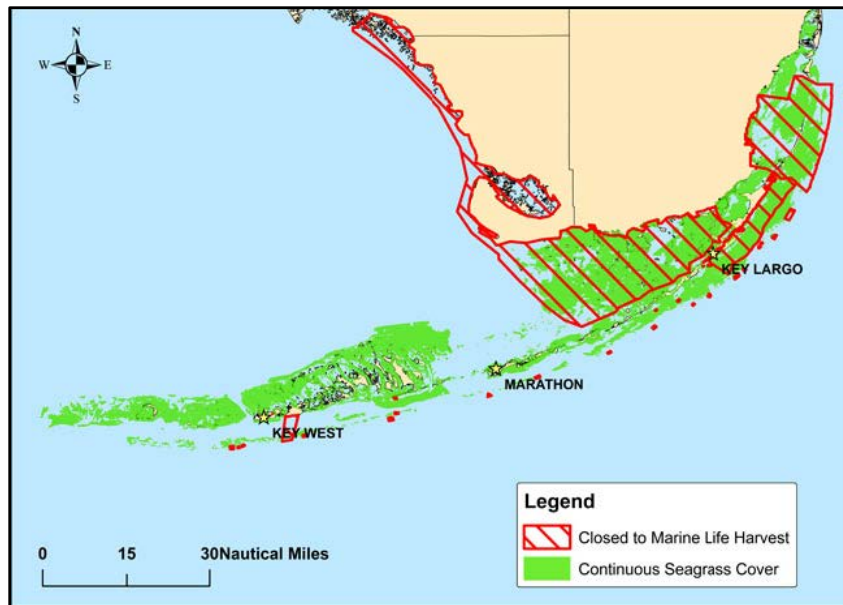 N
W E
S
KEY LARGO
MARATHON
KEY WEST
Legend
Closed to Marine Life Harvest
Continuous Seagrass Cover
0 15 30Nautical Miles